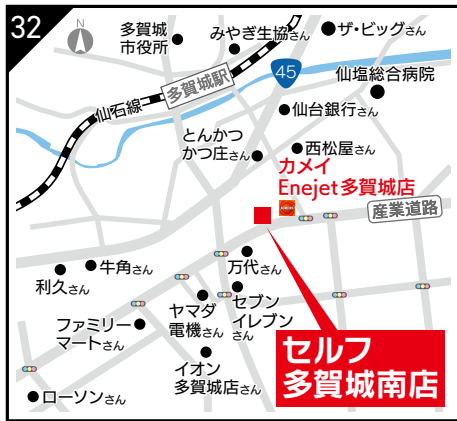 32
N
多賀城
市役所
みやぎ生協さん
ザ・ビッグさん
45
仙塩総合病院
多賀城駅
仙石線
仙台銀行さん
とんかつ
かつ庄さん
西松屋さん
カメイ
Enejet多賀城店
産業道路
牛角さん
利久さん
万代さん
ヤマダ
電機さん
セブン
イレブン
さん
ファミリー
マートさん
イオン
多賀城店さん
ローソンさん
セルフ
多賀城南店